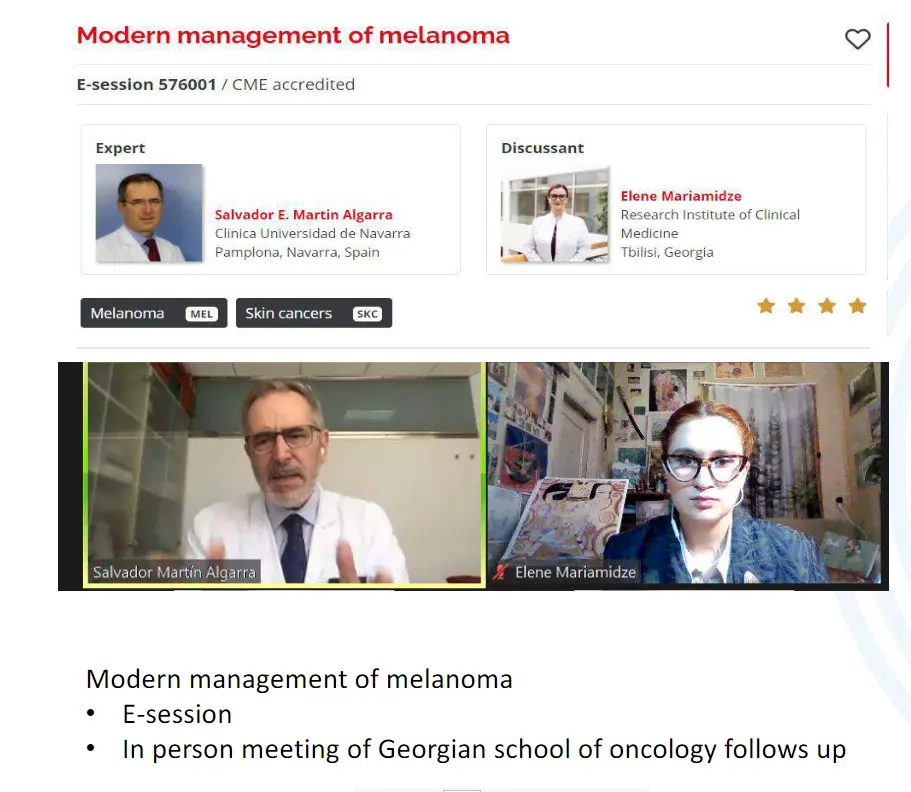 Modern management of melanoma
E-session 576001 / CME accredited
Expert
Salvador E. Martin Algarra
Clinica Universidad de Navarra
Pamplona, Navarra, Spain
Discussant
Elene Mariamidze
Research Institute of Clinical
Medicine
Tbilisi, Georgia
Melanoma MEL Skin cancers SKC
Salvador Martín Algarra
Elene Mariamidze
Modern management of melanoma
• E-session
• In person meeting of Georgian school of oncology follows up